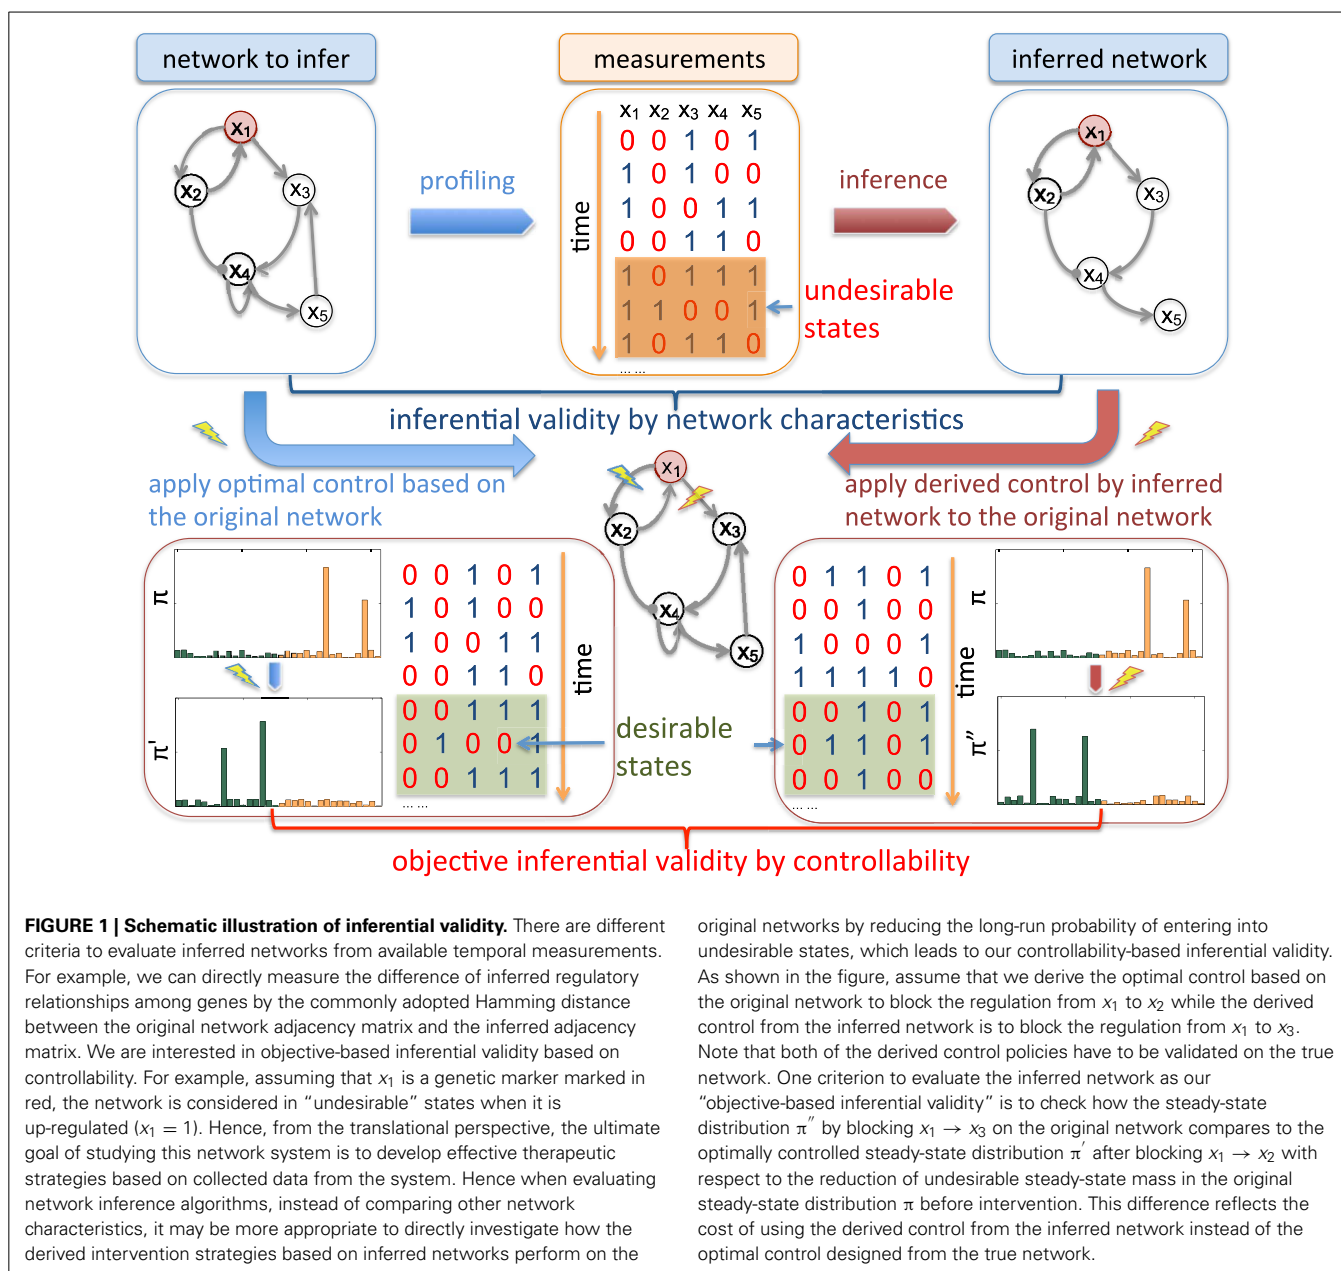 network to infer
measurements
inferred network
x1
x2
x3
x4
x5
profiling
time
x1 x2 x3 x4 x5
0 0 1 0 1
1 0 1 0 0
1 0 0 1 1
0 0 1 1 0
1 0 1 1 1
1 1 0 0 1
1 0 1 1 0
... ...
undesirable
states
inference
x1
x2
x3
x4
x5
inferential validity by network characteristics
apply optimal control based on
the original network
apply derived control by inferred
network to the original network
x1
x2
x3
x4
x5
π
π'
0 0 1 0 1
1 0 1 0 0
1 0 0 1 1
0 0 1 1 0
0 0 1 1 1
0 1 0 0 1
0 0 1 1 1
... ...
time
desirable
states
0 1 1 0 1
0 0 1 0 0
1 0 0 0 1
1 1 1 1 0
0 0 1 0 1
0 1 1 0 1
0 0 1 0 0
... ...
time
π
π″
objective inferential validity by controllability
FIGURE 1 | Schematic illustration of inferential validity. There are different
criteria to evaluate inferred networks from available temporal measurements.
For example, we can directly measure the difference of inferred regulatory
relationships among genes by the commonly adopted Hamming distance
between the original network adjacency matrix and the inferred adjacency
matrix. We are interested in objective-based inferential validity based on
controllability. For example, assuming that x1 is a genetic marker marked in
red, the network is considered in “undesirable” states when it is
up-regulated (x1 = 1). Hence, from the translational perspective, the ultimate
goal of studying this network system is to develop effective therapeutic
strategies based on collected data from the system. Hence when evaluating
network inference algorithms, instead of comparing other network
characteristics, it may be more appropriate to directly investigate how the
derived intervention strategies based on inferred networks perform on the
original networks by reducing the long-run probability of entering into
undesirable states, which leads to our controllability-based inferential validity.
As shown in the figure, assume that we derive the optimal control based on
the original network to block the regulation from x1 to x2 while the derived
control from the inferred network is to block the regulation from x1 to x3.
Note that both of the derived control policies have to be validated on the true
network. One criterion to evaluate the inferred network as our
“objective-based inferential validity” is to check how the steady-state
distribution π″ by blocking x1 → x3 on the original network compares to the
optimally controlled steady-state distribution π′ after blocking x1 → x2 with
respect to the reduction of undesirable steady-state mass in the original
steady-state distribution π before intervention. This difference reflects the
cost of using the derived control from the inferred network instead of the
optimal control designed from the true network.